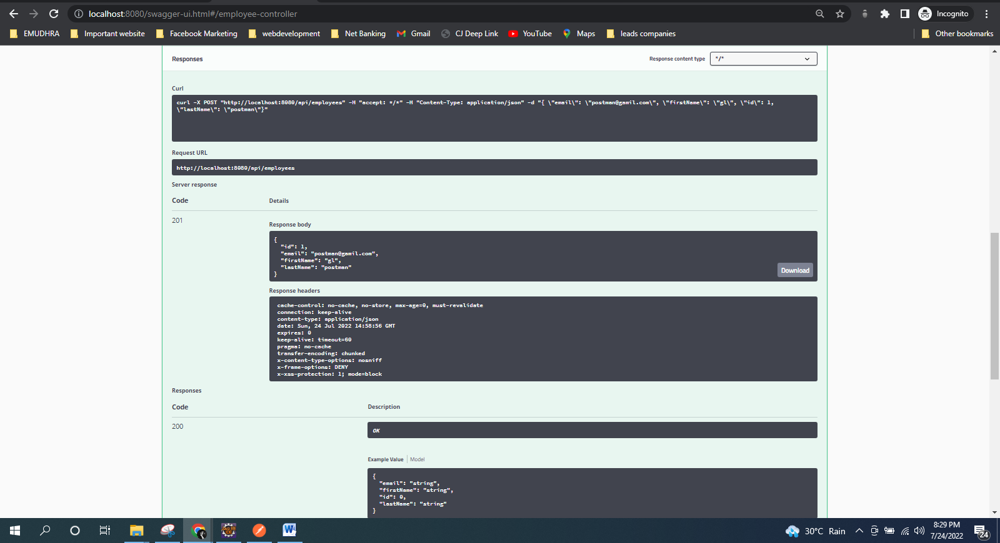 localhost:8080/swagger-ui.html#/employee-controller
Incognito
EMUDHRA
Important website
Facebook Marketing
webdevelopment
Net Banking
Gmail
CJ Deep Link
YouTube
Maps
leads companies
Other bookmarks
Responses
Response content type
*/*
Curl
curl -X POST "http://localhost:8080/api/employees" -H "accept: */*" -H "Content-Type: application/json" -d "{ \"email\": \"postman@gamil.com\", \"firstName\": \"gl\", \"id\": 1,
\"lastName\": \"postman\"}"
Request URL
http://localhost:8080/api/employees
Server response
Code
Details
201
Response body
{
"id": 1,
"email": "postman@gamil.com",
"firstName": "gl",
"lastName": "postman"
}
Download
Response headers
cache-control: no-cache, no-store, max-age=0, must-revalidate
connection: keep-alive
content-type: application/json
date: Sun, 24 Jul 2022 14:58:56 GMT
expires: 0
keep-alive: timeout=60
pragma: no-cache
transfer-encoding: chunked
x-content-type-options: nosniff
x-frame-options: DENY
x-xss-protection: 1; mode=block
Responses
Code
Description
200
OK
Example Value
Model
{
"email": "string",
"firstName": "string",
"id": 0,
"lastName": "string"
}
Java EE
IDE
W
30°C Rain
8:29 PM
7/24/2022
24